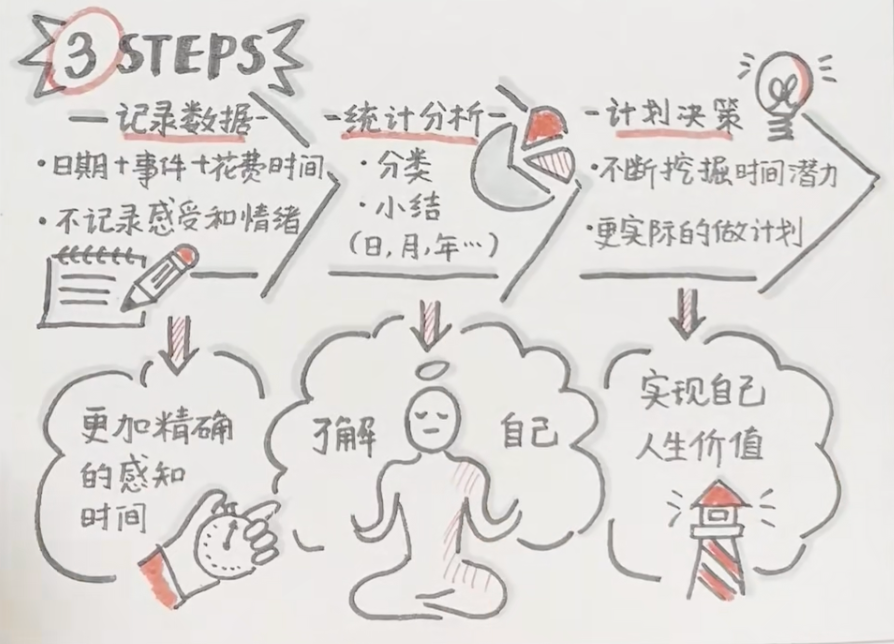 3 STEPS
记录数据
·日期+事件+花费时间
·不记录感受和情绪
统计分析
·分类
·小结
(日,月,年…)
计划决策
·不断挖掘时间潜力
·更实际的做计划
更加精确
的感知
时间
了解 自己
实现自己
人生价值